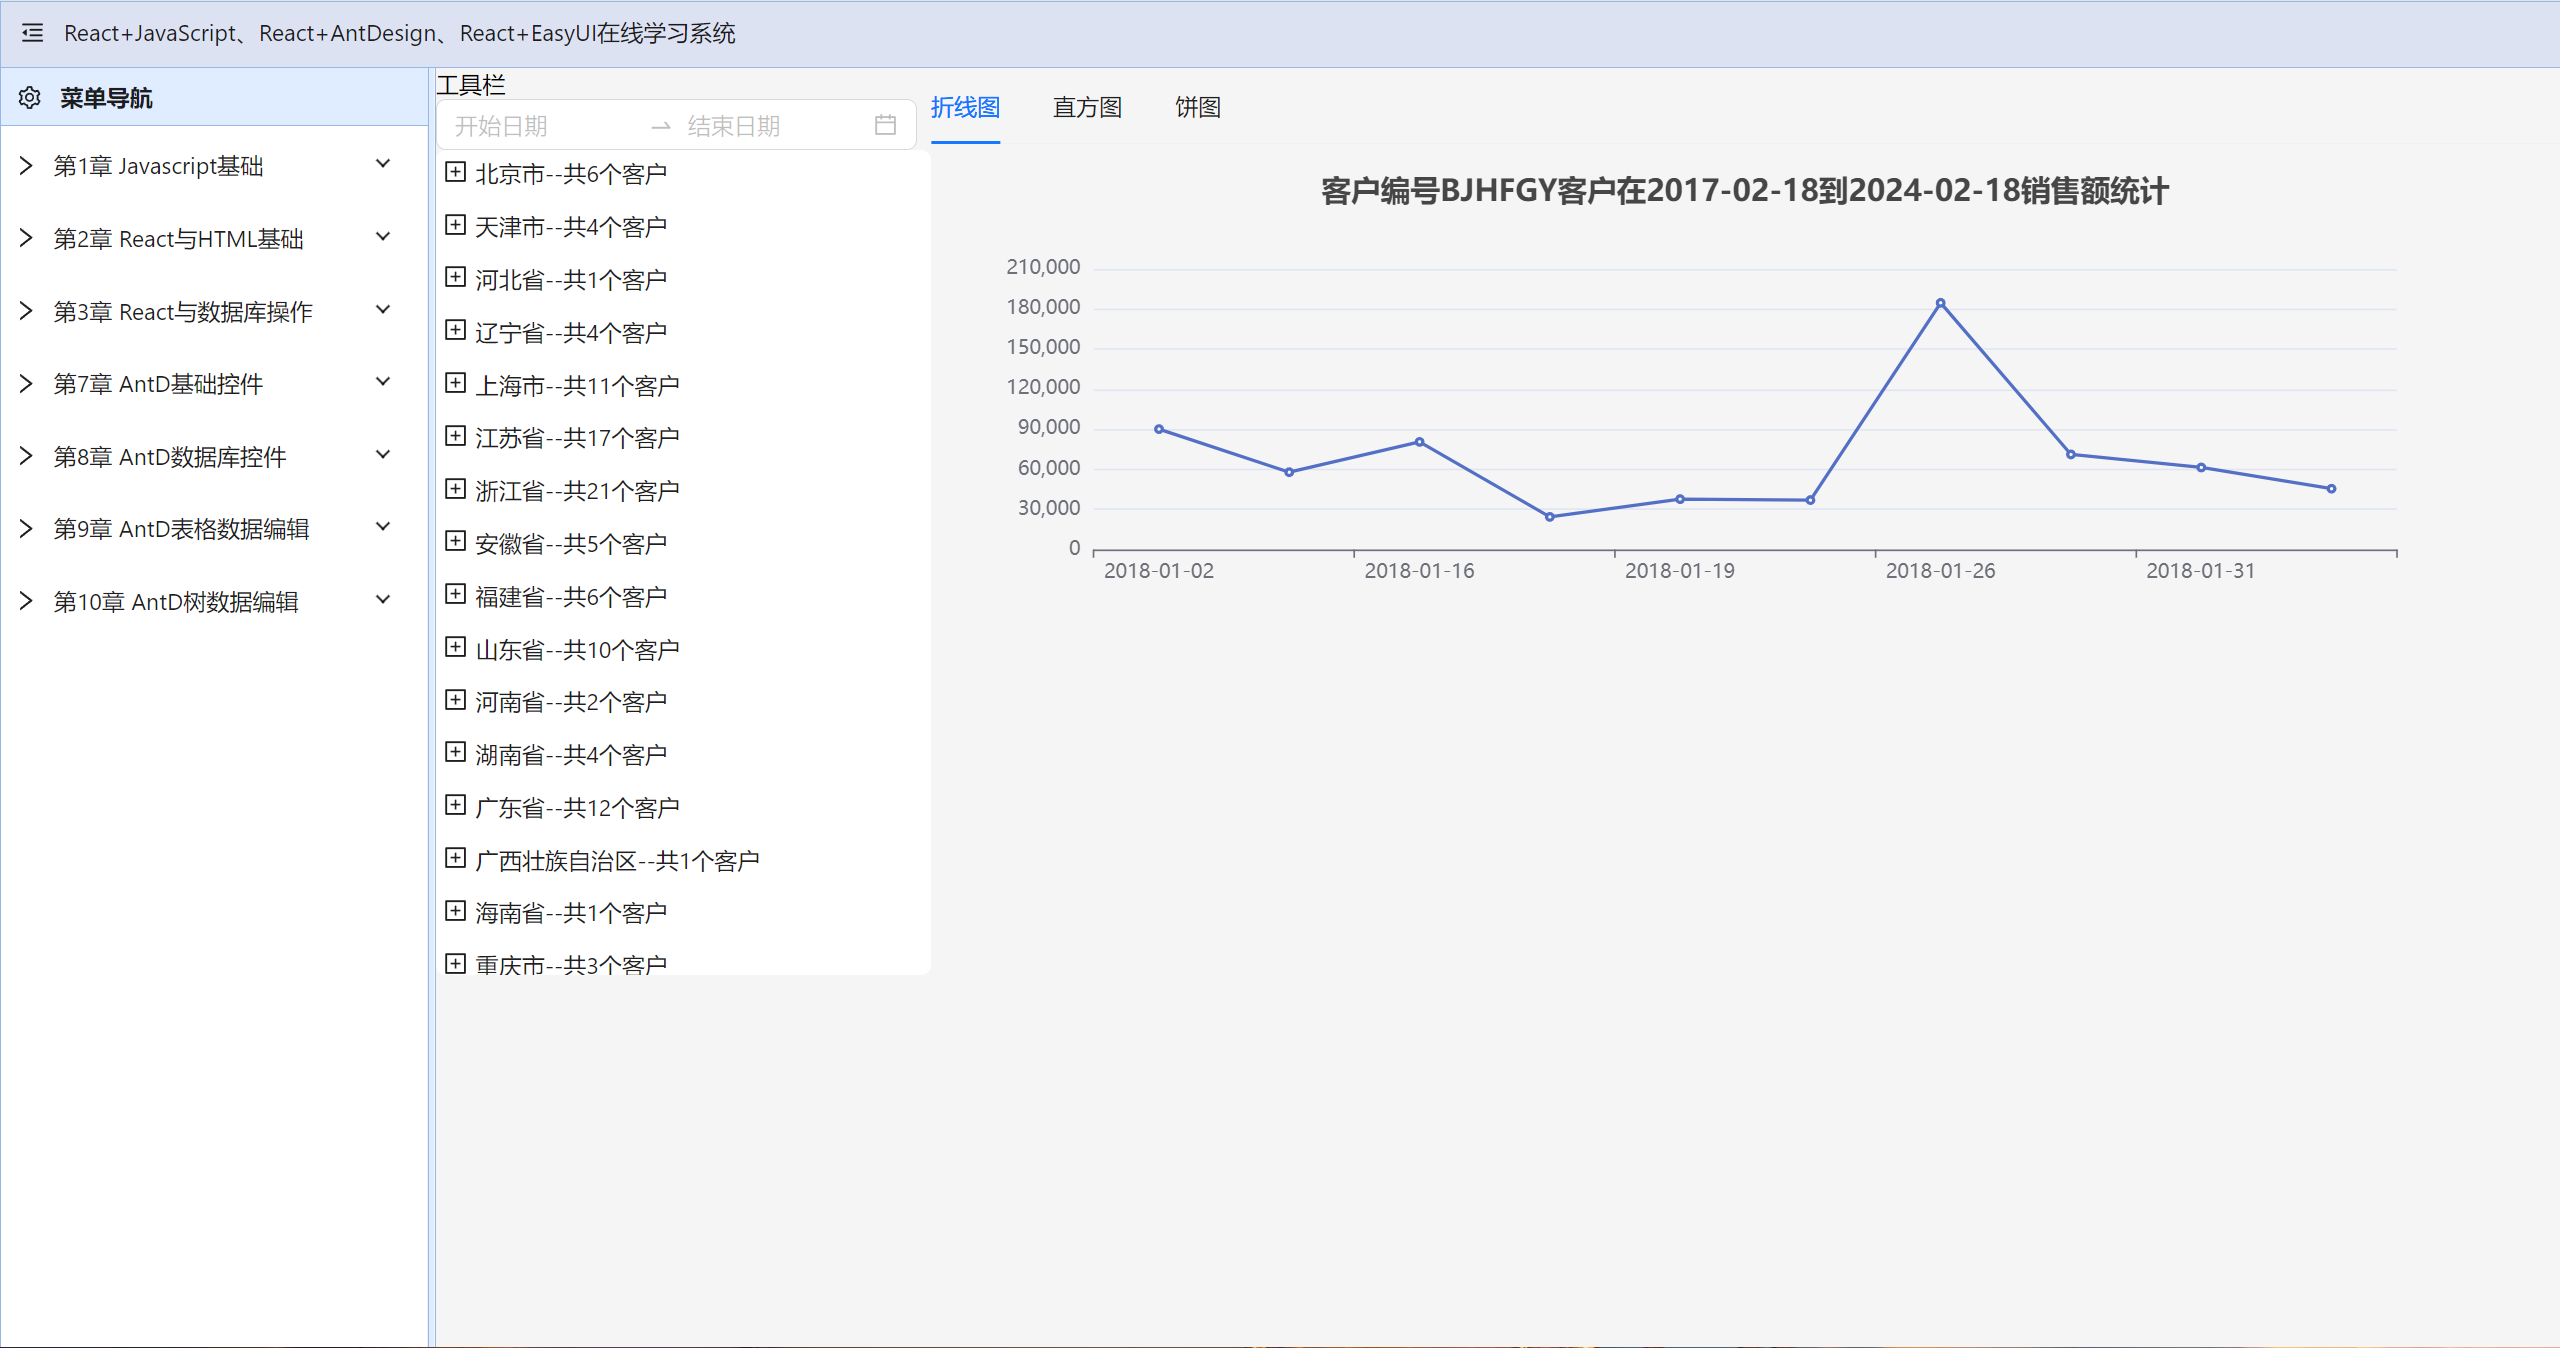 React+JavaScript、React+AntDesign、React+EasyUI在线学习系统
菜单导航
第1章 Javascript基础
第2章 React与HTML基础
第3章 React与数据库操作
第7章 AntD基础控件
第8章 AntD数据库控件
第9章 AntD表格数据编辑
第10章 AntD树数据编辑
工具栏
开始日期 → 结束日期
北京市--共6个客户
天津市--共4个客户
河北省--共1个客户
辽宁省--共4个客户
上海市--共11个客户
江苏省--共17个客户
浙江省--共21个客户
安徽省--共5个客户
福建省--共6个客户
山东省--共10个客户
河南省--共2个客户
湖南省--共4个客户
广东省--共12个客户
广西壮族自治区--共1个客户
海南省--共1个客户
重庆市--共3个客户
折线图 直方图 饼图
客户编号BJHFGY客户在2017-02-18到2024-02-18销售额统计
210,000
180,000
150,000
120,000
90,000
60,000
30,000
0
2018-01-02 2018-01-16 2018-01-19 2018-01-26 2018-01-31